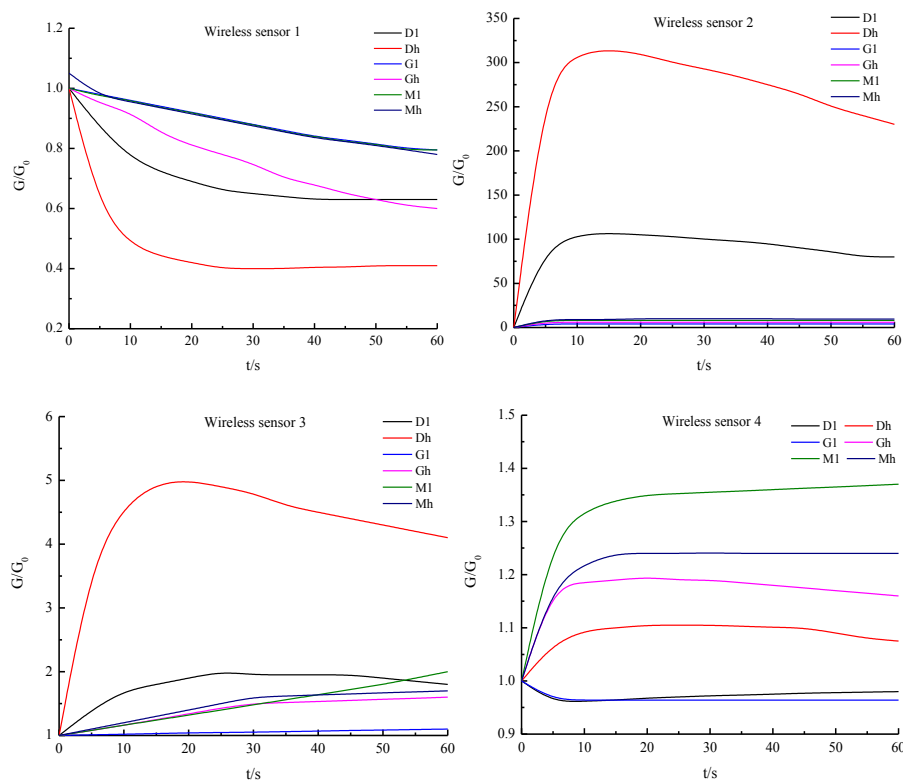 Wireless sensor 1
D1
Dh
G1
Gh
M1
Mh
1.2
1.0
0.8
0.6
0.4
0.2
G/G0
0 10 20 30 40 50 60
t/s
Wireless sensor 2
D1
Dh
G1
Gh
M1
Mh
350
300
250
200
150
100
50
0
G/G0
0 10 20 30 40 50 60
t/s
Wireless sensor 3
D1
Dh
G1
Gh
M1
Mh
6
5
4
3
2
1
G/G0
0 10 20 30 40 50 60
t/s
Wireless sensor 4
D1 Dh
G1 Gh
M1 Mh
1.5
1.4
1.3
1.2
1.1
1.0
0.9
G/G0
0 10 20 30 40 50 60
t/s